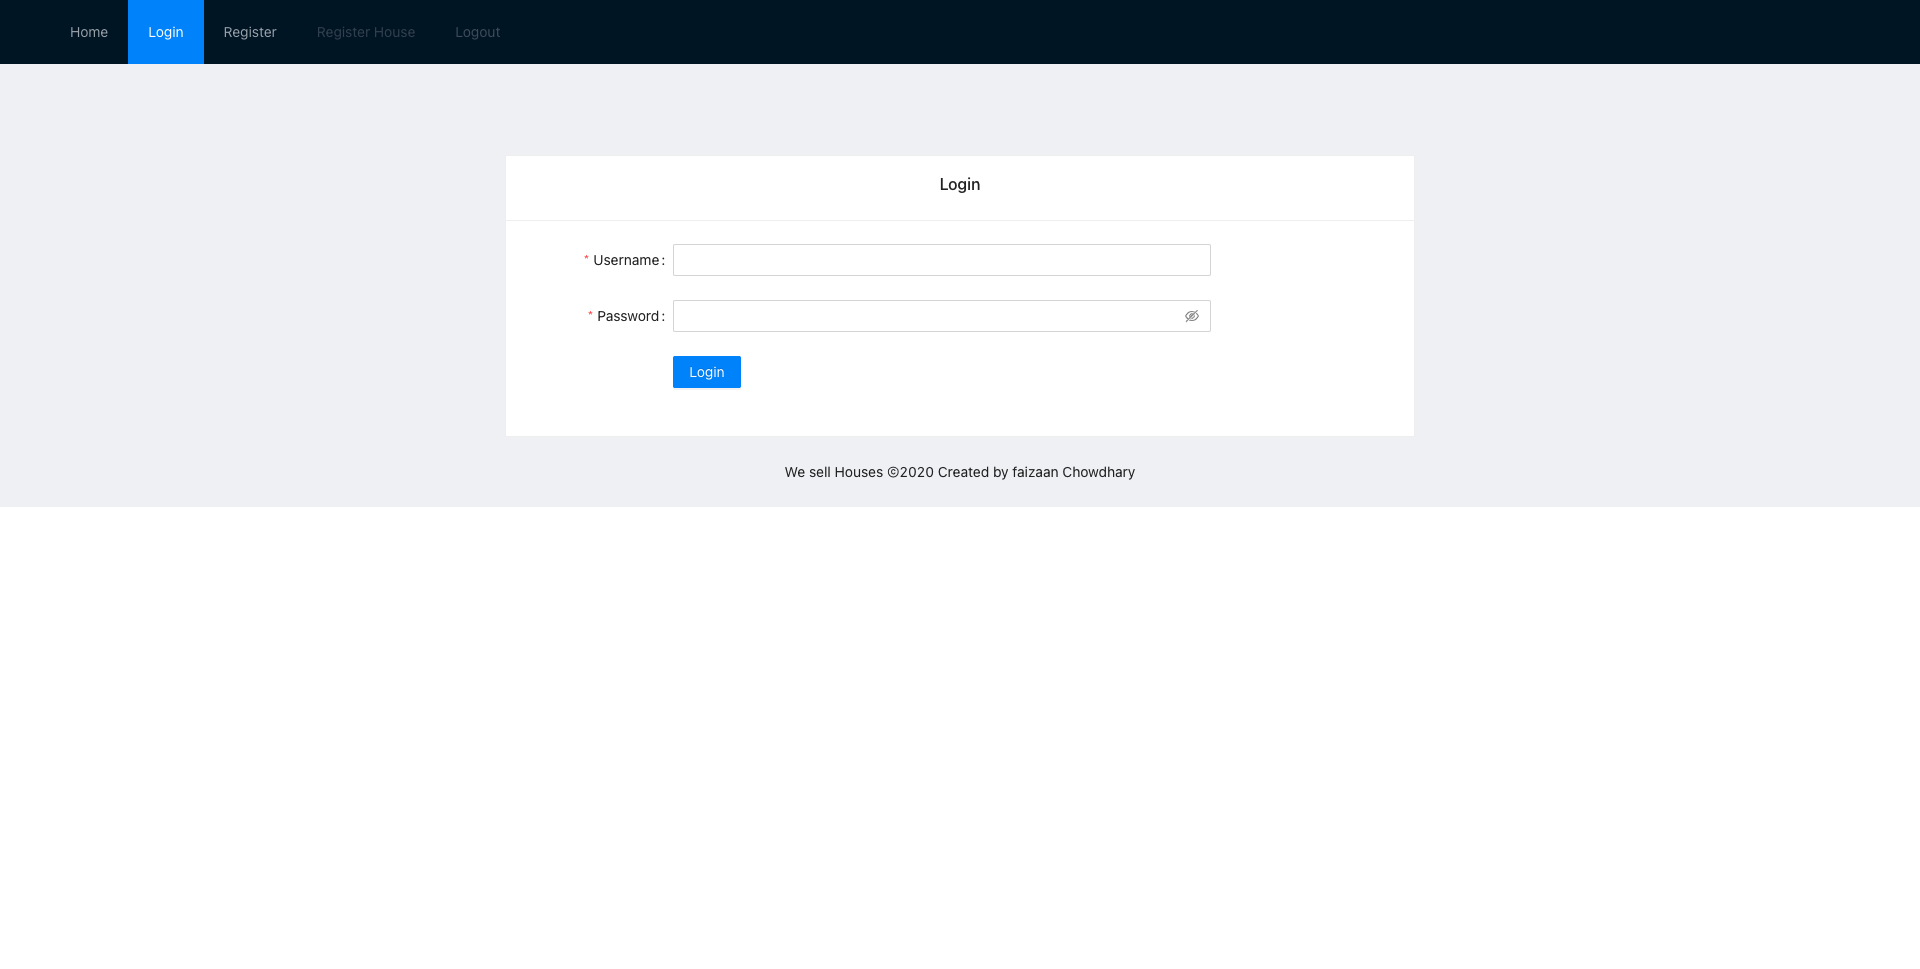 Home Login Register Register House Logout
Login
* Username:
* Password:
Login
We sell Houses ©2020 Created by faizaan Chowdhary